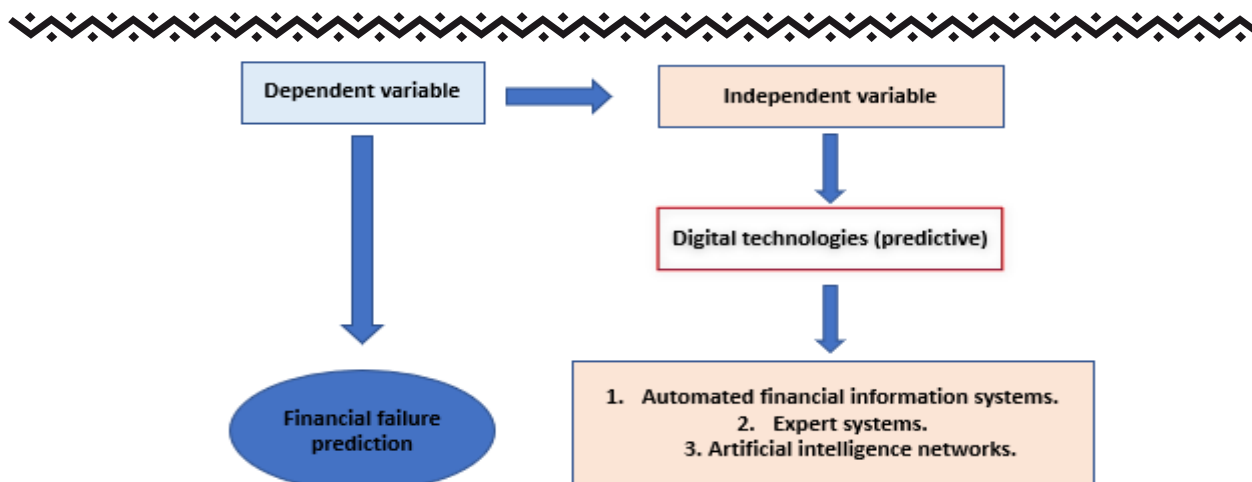 Dependent variable
Independent variable
Digital technologies (predictive)
Financial failure
prediction
1. Automated financial information systems.
2. Expert systems.
3. Artificial intelligence networks.